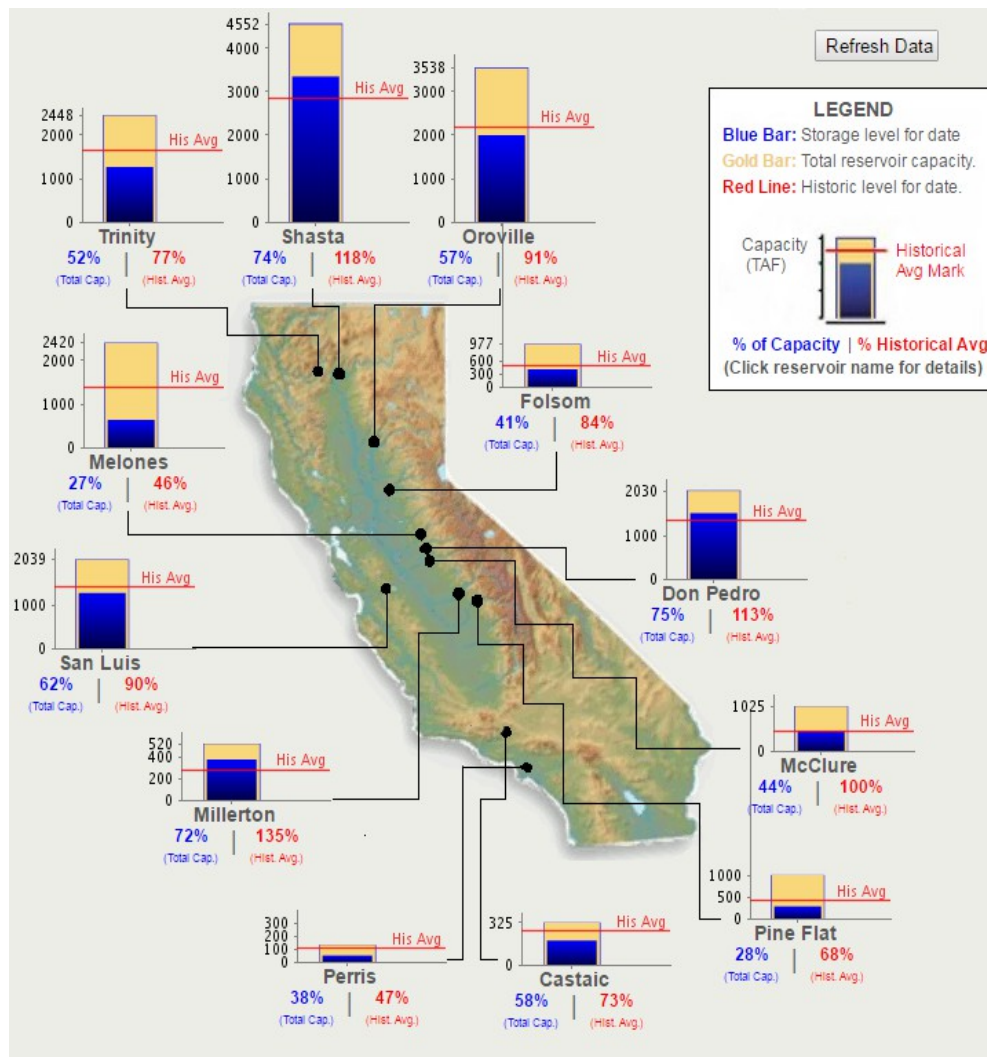 4552
4000
3000
2000
1000
0
His Avg
Shasta
74% | 118%
(Total Cap.) (Hist. Avg.)
2448
2000
1000
0
His Avg
Trinity
52% | 77%
(Total Cap.) (Hist. Avg.)
3538
2000
1000
0
His Avg
Oroville
57% | 91%
(Total Cap.) (Hist. Avg.)
Refresh Data
LEGEND
Blue Bar: Storage level for date
Gold Bar: Total reservoir capacity.
Red Line: Historic level for date.
Capacity
(TAF)
Historical
Avg Mark
% of Capacity | % Historical Avg
(Click reservoir name for details)
2420
2000
1000
0
His Avg
Melones
27% | 46%
(Total Cap.) (Hist. Avg.)
977
600
300
0
His Avg
Folsom
41% | 84%
(Total Cap.) (Hist. Avg.)
2030
1000
0
His Avg
Don Pedro
75% | 113%
(Total Cap.) (Hist. Avg.)
2039
1000
0
His Avg
San Luis
62% | 90%
(Total Cap.) (Hist. Avg.)
1025
0
His Avg
McClure
44% | 100%
(Total Cap.) (Hist. Avg.)
520
400
200
0
His Avg
Millerton
72% | 135%
(Total Cap.) (Hist. Avg.)
1000
500
0
His Avg
Pine Flat
28% | 68%
(Total Cap.) (Hist. Avg.)
300
200
100
0
His Avg
Perris
38% | 47%
(Total Cap.) (Hist. Avg.)
325
0
His Avg
Castaic
58% | 73%
(Total Cap.) (Hist. Avg.)